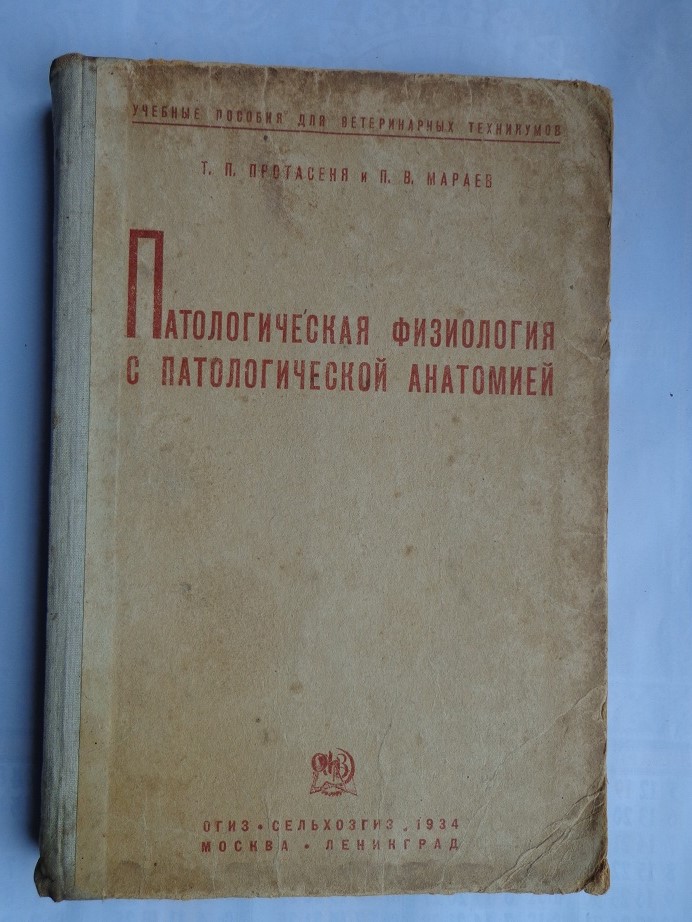 УЧЕБНЫЕ ПОСОБИЯ ДЛЯ ВЕТЕРИНАРНЫХ ТЕХНИКУМОВ
Т. П. ПРОТАСЕНЯ и П. В. МАРАЕВ
ПАТОЛОГИЧЕСКАЯ ФИЗИОЛОГИЯ
С ПАТОЛОГИЧЕСКОЙ АНАТОМИЕЙ
ОГИЗ • СЕЛЬХОЗГИЗ • 1934
МОСКВА • ЛЕНИНГРАД